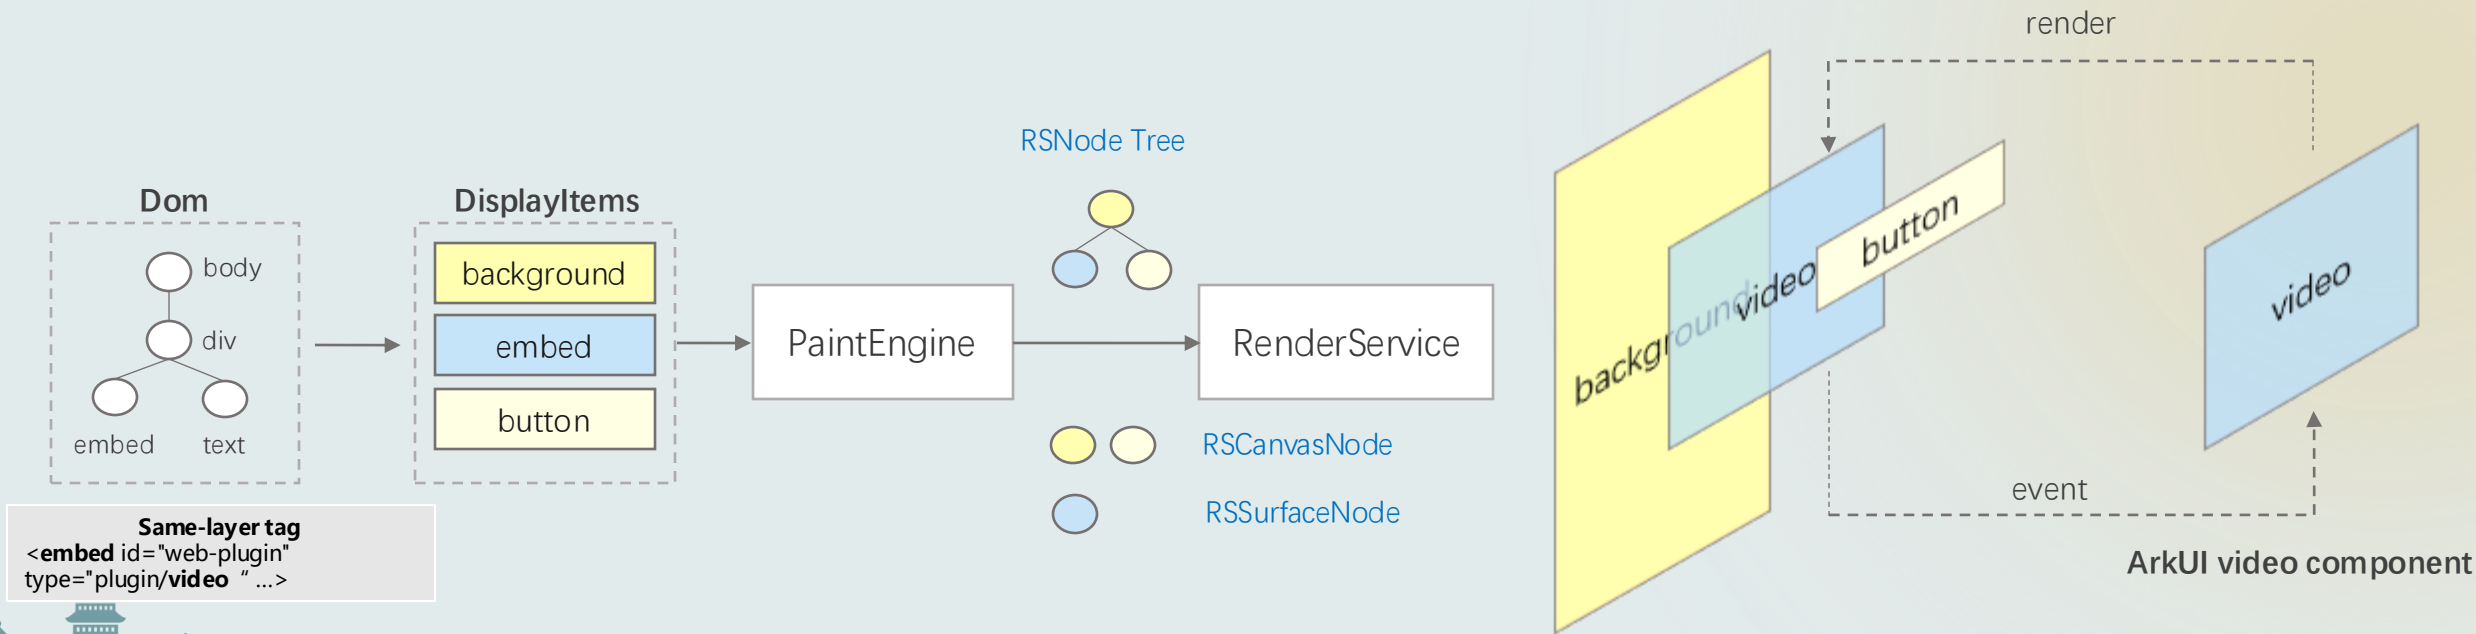 Dom
body
div
embed
text
Same-layer tag
<embed id="web-plugin"
type="plugin/video “ ...>
DisplayItems
background
embed
button
PaintEngine
RSNode Tree
RenderService
RSCanvasNode
RSSurfaceNode
background
video
button
render
video
event
ArkUI video component